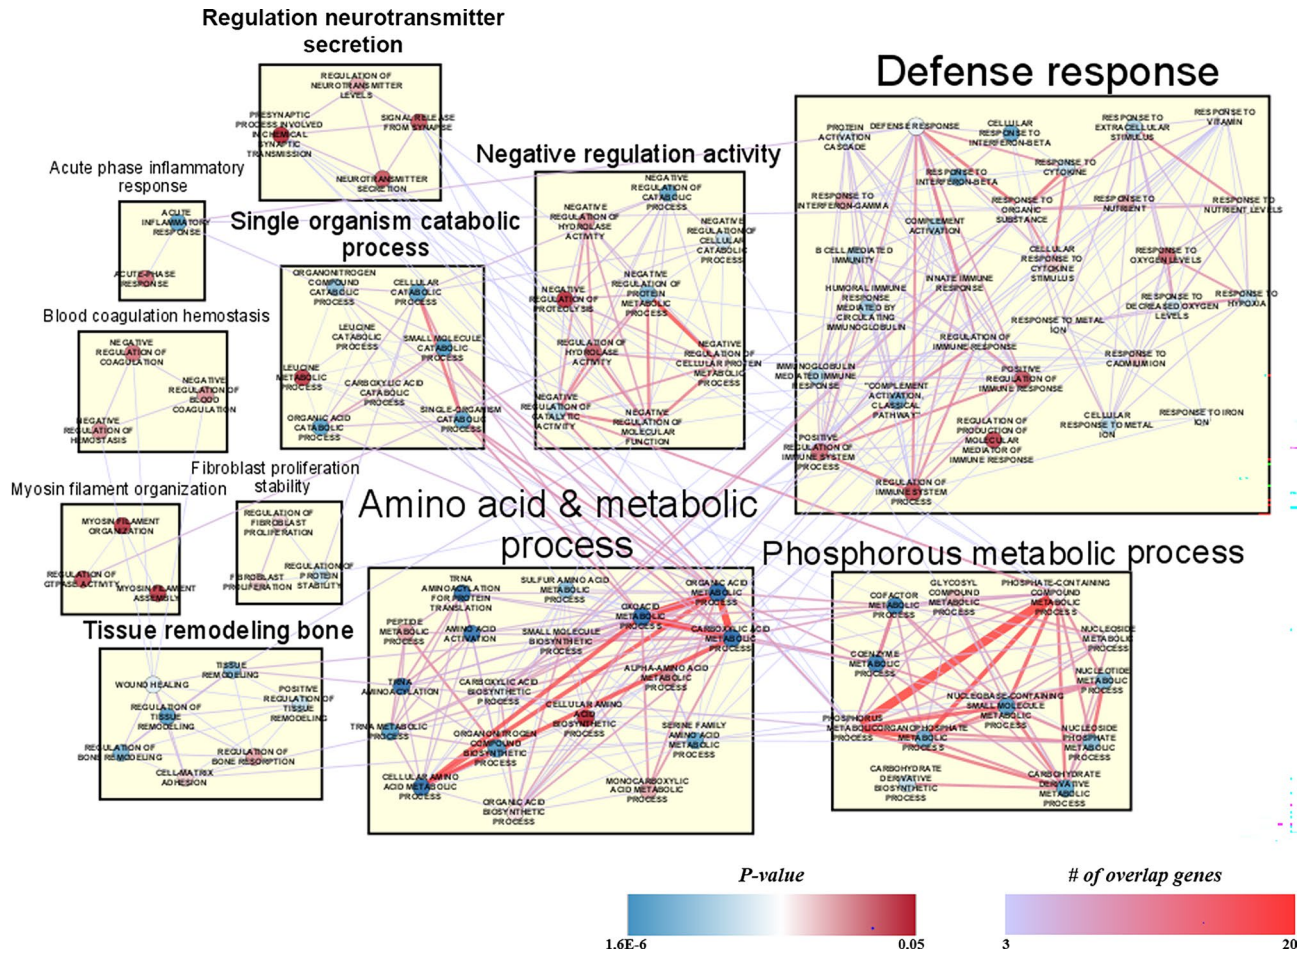 Regulation neurotransmitter
secretion
REGULATION OF
NEUROTRANSMITTER
LEVELS
PRESYNAPTIC
PROCESS INVOLVED
IN CHEMICAL
SYNAPTIC
TRANSMISSION
SIGNAL RELEASE
FROM SYNAPSE
NEUROTRANSMITTER
SECRETION
Acute phase inflammatory
response
ACUTE
INFLAMMATORY
RESPONSE
ACUTE-PHASE
RESPONSE
Single organism catabolic
process
ORGANONITROGEN
COMPOUND
CATABOLIC
PROCESS
CELLULAR
CATABOLIC
PROCESS
LEUCINE
CATABOLIC
PROCESS
SMALL MOLECULE
CATABOLIC
PROCESS
LEUCINE
METABOLIC
PROCESS
CARBOXYLIC ACID
CATABOLIC
PROCESS
ORGANIC ACID
CATABOLIC
PROCESS
SINGLE-ORGANISM
CATABOLIC
PROCESS
Blood coagulation hemostasis
NEGATIVE
REGULATION OF
COAGULATION
NEGATIVE
REGULATION OF
BLOOD
COAGULATION
NEGATIVE
REGULATION OF
HEMOSTASIS
Negative regulation activity
NEGATIVE
REGULATION OF
CATABOLIC
PROCESS
NEGATIVE
REGULATION OF
HYDROLASE
ACTIVITY
NEGATIVE
REGULATION OF
CELLULAR
CATABOLIC
PROCESS
NEGATIVE
REGULATION OF
PROTEIN
METABOLIC
PROCESS
NEGATIVE
REGULATION OF
PROTEOLYSIS
REGULATION OF
HYDROLASE
ACTIVITY
NEGATIVE
REGULATION OF
CELLULAR PROTEIN
METABOLIC
PROCESS
NEGATIVE
REGULATION OF
CATALYTIC
ACTIVITY
NEGATIVE
REGULATION OF
MOLECULAR
FUNCTION
Defense response
PROTEIN
ACTIVATION
CASCADE
DEFENSE RESPONSE
CELLULAR
RESPONSE TO
INTERFERON-BETA
RESPONSE TO
EXTRACELLULAR
STIMULUS
RESPONSE TO
VITAMIN
RESPONSE TO
INTERFERON-BETA
RESPONSE TO
CYTOKINE
RESPONSE TO
INTERFERON-GAMMA
RESPONSE TO
ORGANIC
SUBSTANCE
RESPONSE TO
NUTRIENT
RESPONSE TO
NUTRIENT LEVELS
COMPLEMENT
ACTIVATION
B CELL MEDIATED
IMMUNITY
CELLULAR
RESPONSE TO
CYTOKINE
STIMULUS
RESPONSE TO
OXYGEN LEVELS
INNATE IMMUNE
RESPONSE
HUMORAL IMMUNE
RESPONSE
MEDIATED BY
CIRCULATING
IMMUNOGLOBULIN
RESPONSE TO
DECREASED OXYGEN
LEVELS
RESPONSE TO
HYPOXIA
RESPONSE TO METAL
ION
REGULATION OF
IMMUNE RESPONSE
RESPONSE TO
CADMIUM ION
IMMUNOGLOBULIN
MEDIATED IMMUNE
RESPONSE
POSITIVE
REGULATION OF
IMMUNE RESPONSE
"COMPLEMENT
ACTIVATION,
CLASSICAL
PATHWAY"
REGULATION OF
PRODUCTION OF
MOLECULAR
MEDIATOR OF
IMMUNE RESPONSE
CELLULAR
RESPONSE TO METAL
ION
RESPONSE TO IRON
ION
POSITIVE
REGULATION OF
IMMUNE SYSTEM
PROCESS
REGULATION OF
IMMUNE SYSTEM
PROCESS
Myosin filament organization
MYOSIN FILAMENT
ORGANIZATION
REGULATION OF
GTPASE ACTIVITY
MYOSIN FILAMENT
ASSEMBLY
Fibroblast proliferation
stability
REGULATION OF
FIBROBLAST
PROLIFERATION
FIBROBLAST
PROLIFERATION
REGULATION OF
PROTEIN
STABILITY
Tissue remodeling bone
TISSUE
REMODELING
WOUND HEALING
POSITIVE
REGULATION OF
TISSUE
REMODELING
REGULATION OF
TISSUE
REMODELING
REGULATION OF
BONE REMODELING
REGULATION OF
BONE RESORPTION
CELL-MATRIX
ADHESION
Amino acid & metabolic
process
TRNA
AMINOACYLATION
FOR PROTEIN
TRANSLATION
SULFUR AMINO ACID
METABOLIC
PROCESS
ORGANIC ACID
METABOLIC
PROCESS
OXOACID
METABOLIC
PROCESS
PEPTIDE
METABOLIC
PROCESS
AMINO ACID
ACTIVATION
SMALL MOLECULE
BIOSYNTHETIC
PROCESS
CARBOXYLIC ACID
METABOLIC
PROCESS
ALPHA-AMINO ACID
METABOLIC
PROCESS
TRNA
AMINOACYLATION
CARBOXYLIC ACID
BIOSYNTHETIC
PROCESS
CELLULAR AMINO
ACID
BIOSYNTHETIC
PROCESS
TRNA METABOLIC
PROCESS
ORGANONITROGEN
COMPOUND
BIOSYNTHETIC
PROCESS
SERINE FAMILY
AMINO ACID
METABOLIC
PROCESS
CELLULAR AMINO
ACID METABOLIC
PROCESS
MONOCARBOXYLIC
ACID METABOLIC
PROCESS
ORGANIC ACID
BIOSYNTHETIC
PROCESS
Phosphorous metabolic process
COFACTOR
METABOLIC
PROCESS
GLYCOSYL
COMPOUND
METABOLIC
PROCESS
PHOSPHATE-CONTAINING
COMPOUND
METABOLIC
PROCESS
NUCLEOSIDE
METABOLIC
PROCESS
COENZYME
METABOLIC
PROCESS
NUCLEOTIDE
METABOLIC
PROCESS
NUCLEOBASE-CONTAINING
SMALL MOLECULE
METABOLIC
PROCESS
PHOSPHORUS
METABOLIC
PROCESS
ORGANOPHOSPHATE
METABOLIC
PROCESS
NUCLEOSIDE
PHOSPHATE
METABOLIC
PROCESS
CARBOHYDRATE
DERIVATIVE
BIOSYNTHETIC
PROCESS
CARBOHYDRATE
DERIVATIVE
METABOLIC
PROCESS
P-value
1.6E-6
0.05
# of overlap genes
3
20